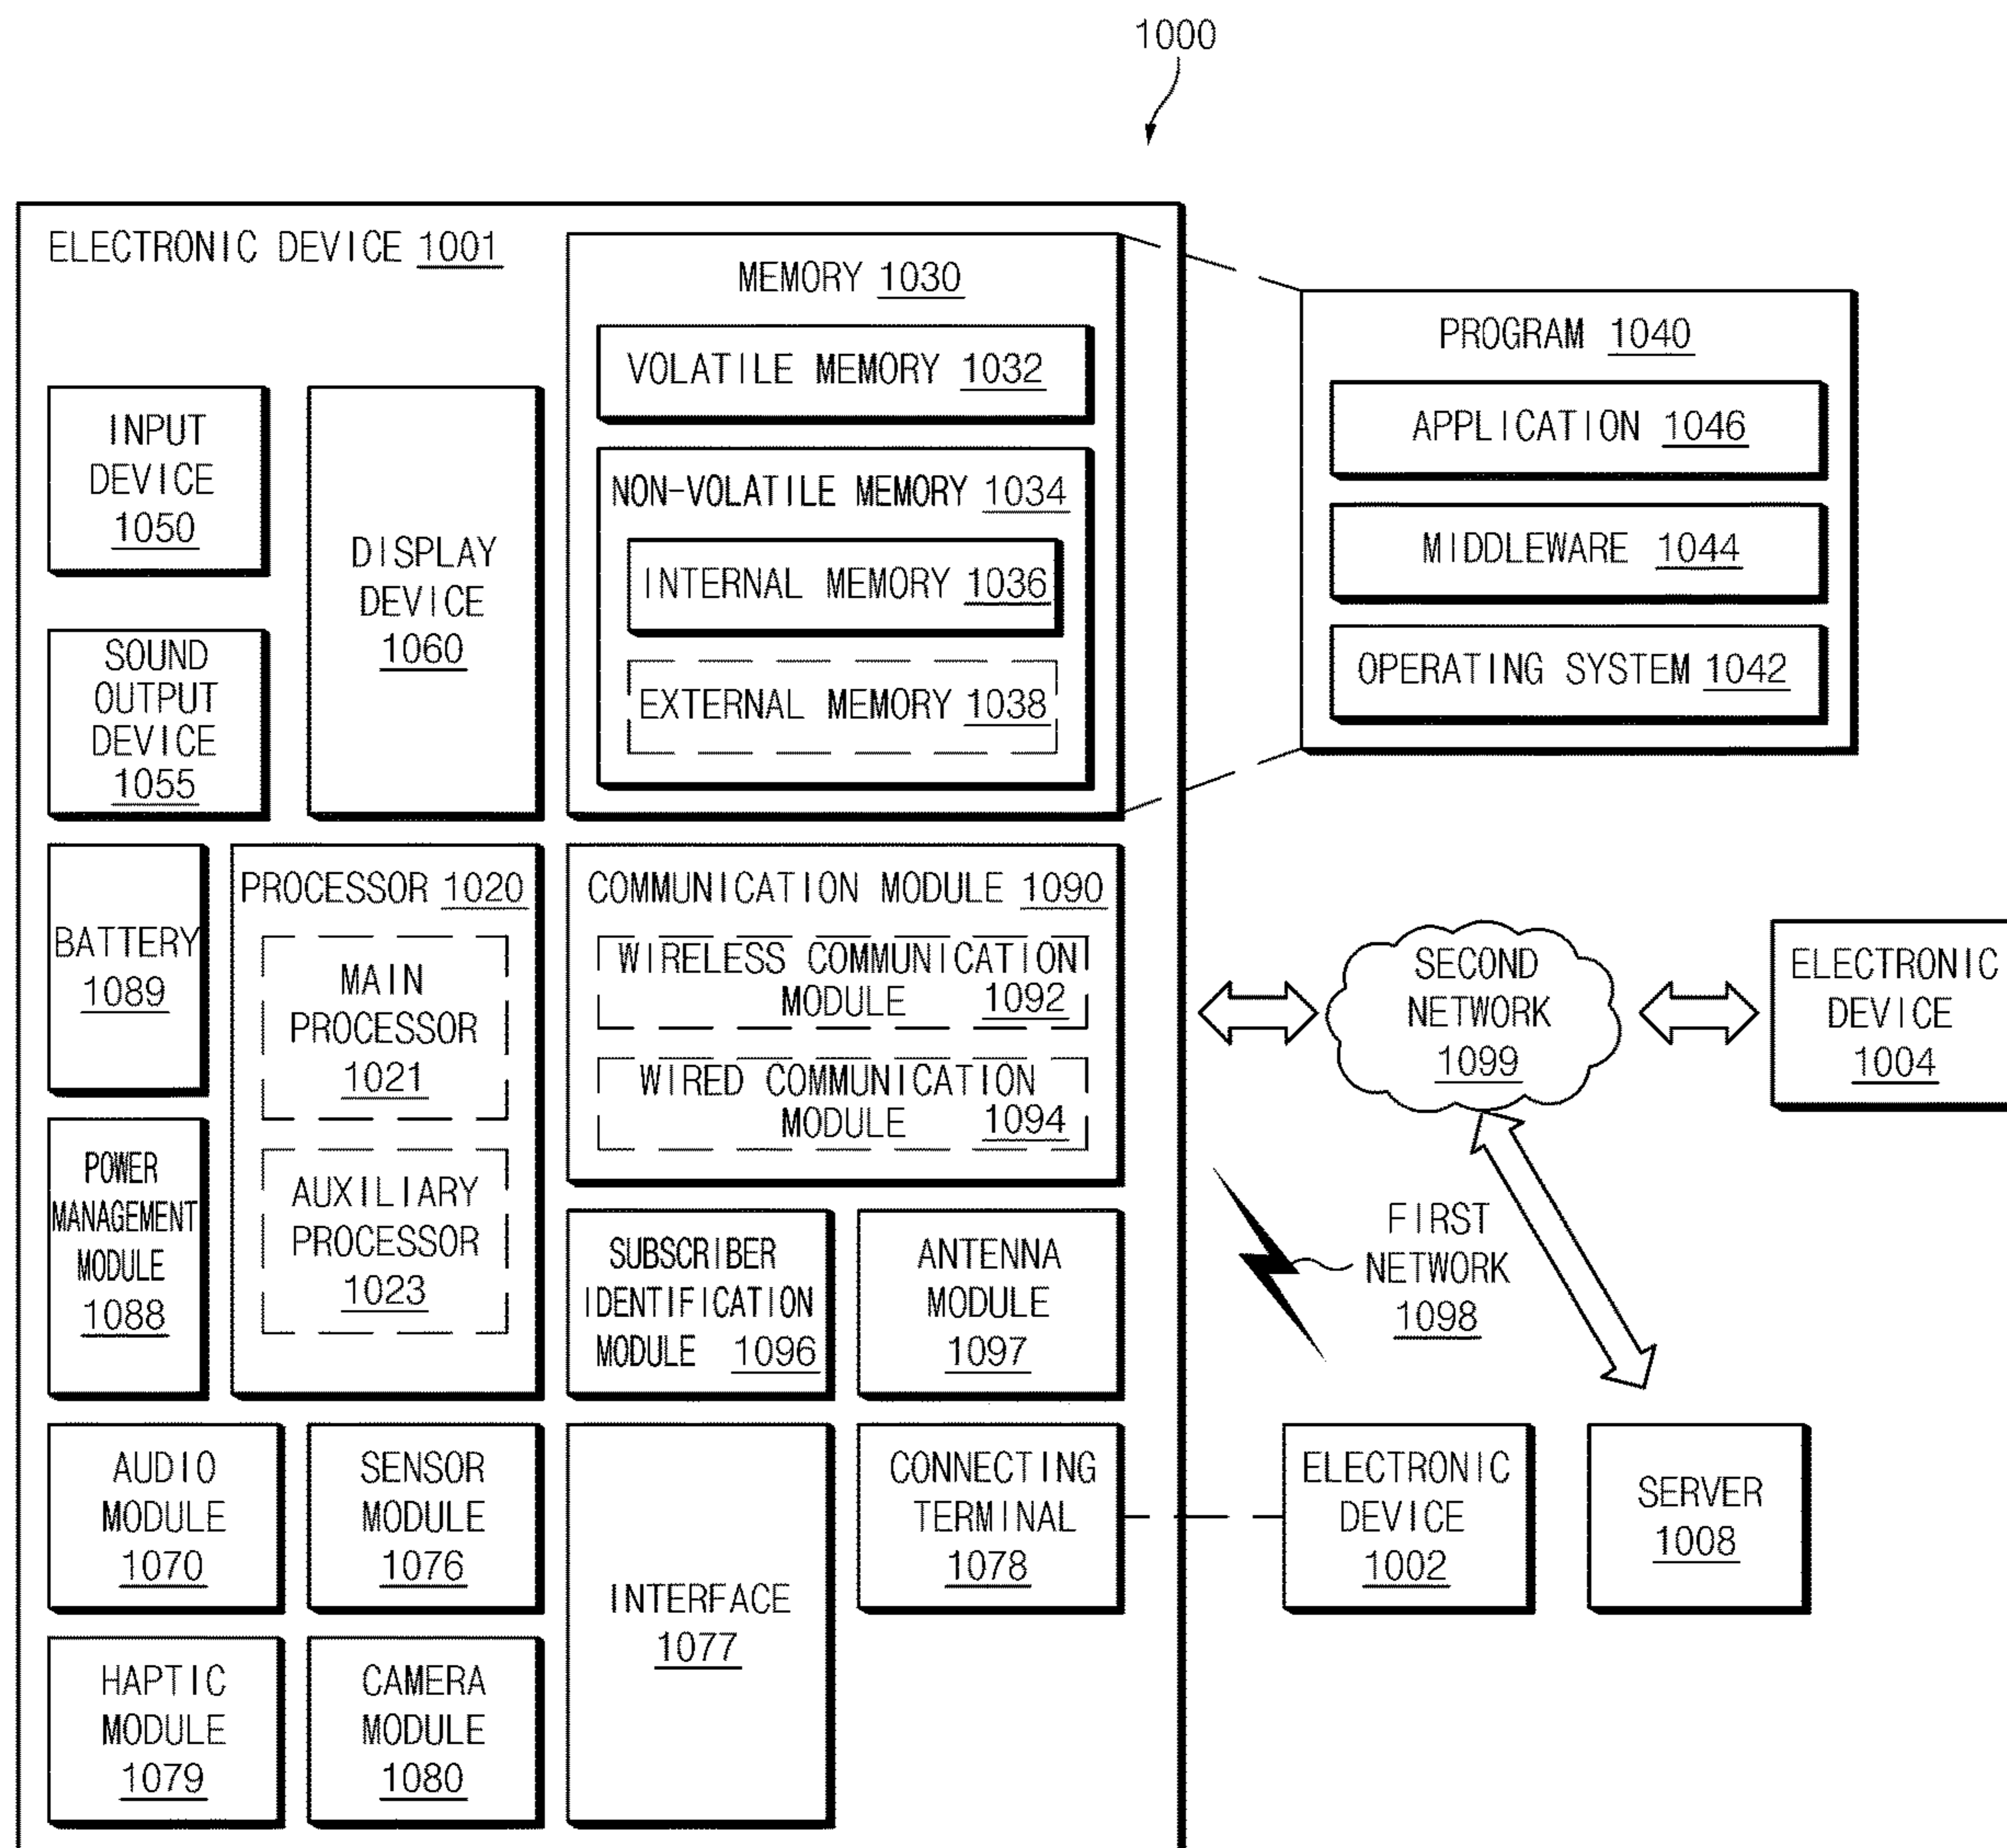 1000
ELECTRONIC DEVICE 1001
MEMORY 1030
VOLATILE MEMORY 1032
NON-VOLATILE MEMORY 1034
INTERNAL MEMORY 1036
EXTERNAL MEMORY 1038
PROGRAM 1040
APPLICATION 1046
MIDDLEWARE 1044
OPERATING SYSTEM 1042
INPUT
DEVICE
1050
SOUND
OUTPUT
DEVICE
1055
DISPLAY
DEVICE
1060
BATTERY
1089
POWER
MANAGEMENT
MODULE
1088
PROCESSOR 1020
MAIN
PROCESSOR
1021
AUXILIARY
PROCESSOR
1023
COMMUNICATION MODULE 1090
WIRELESS COMMUNICATION
MODULE 1092
WIRED COMMUNICATION
MODULE 1094
SUBSCRIBER
IDENTIFICATION
MODULE 1096
ANTENNA
MODULE
1097
SECOND
NETWORK
1099
ELECTRONIC
DEVICE
1004
FIRST
NETWORK
1098
AUDIO
MODULE
1070
SENSOR
MODULE
1076
INTERFACE
1077
CONNECTING
TERMINAL
1078
ELECTRONIC
DEVICE
1002
SERVER
1008
HAPTIC
MODULE
1079
CAMERA
MODULE
1080